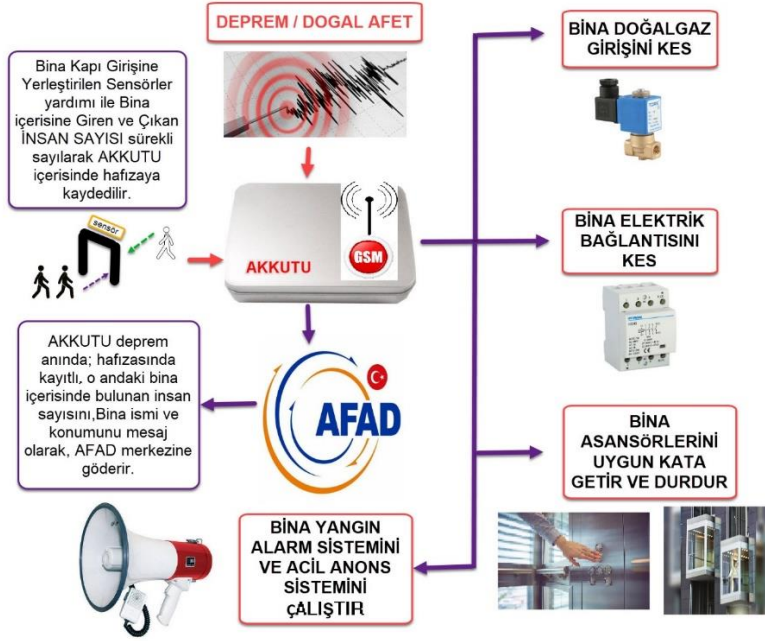 DEPREM / DOGAL AFET
Bina Kapı Girişine
Yerleştirilen Sensörler
yardımı ile Bina
içerisine Giren ve Çıkan
İNSAN SAYISI sürekli
sayılarak AKKUTU
içerisinde hafızaya
kaydedilir.
sensör
AKKUTU
GSM
AKKUTU deprem
anında; hafızasında
kayıtlı, o andaki bina
içerisinde bulunan insan
sayısını,Bina ismi ve
konumunu mesaj
olarak, AFAD merkezine
göderir.
AFAD
BİNA DOĞALGAZ
GİRİŞİNİ KES
BİNA ELEKTRİK
BAĞLANTISINI
KES
BİNA
ASANSÖRLERİNİ
UYGUN KATA
GETİR VE DURDUR
BİNA YANGIN
ALARM SİSTEMİNİ
VE ACİL ANONS
SİSTEMİNİ
ÇALIŞTIR